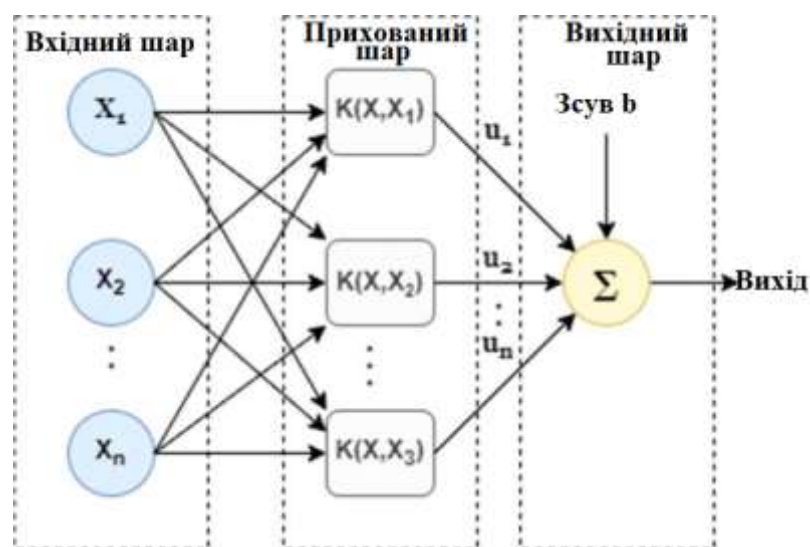 Вхідний шар
Прихований
шар
Вихідний
шар
X₁
X₂
⋮
Xₙ
K(X,X₁)
K(X,X₂)
⋮
K(X,X₃)
u₁
u₂
⋮
uₙ
Зсув b
Σ
Вихід